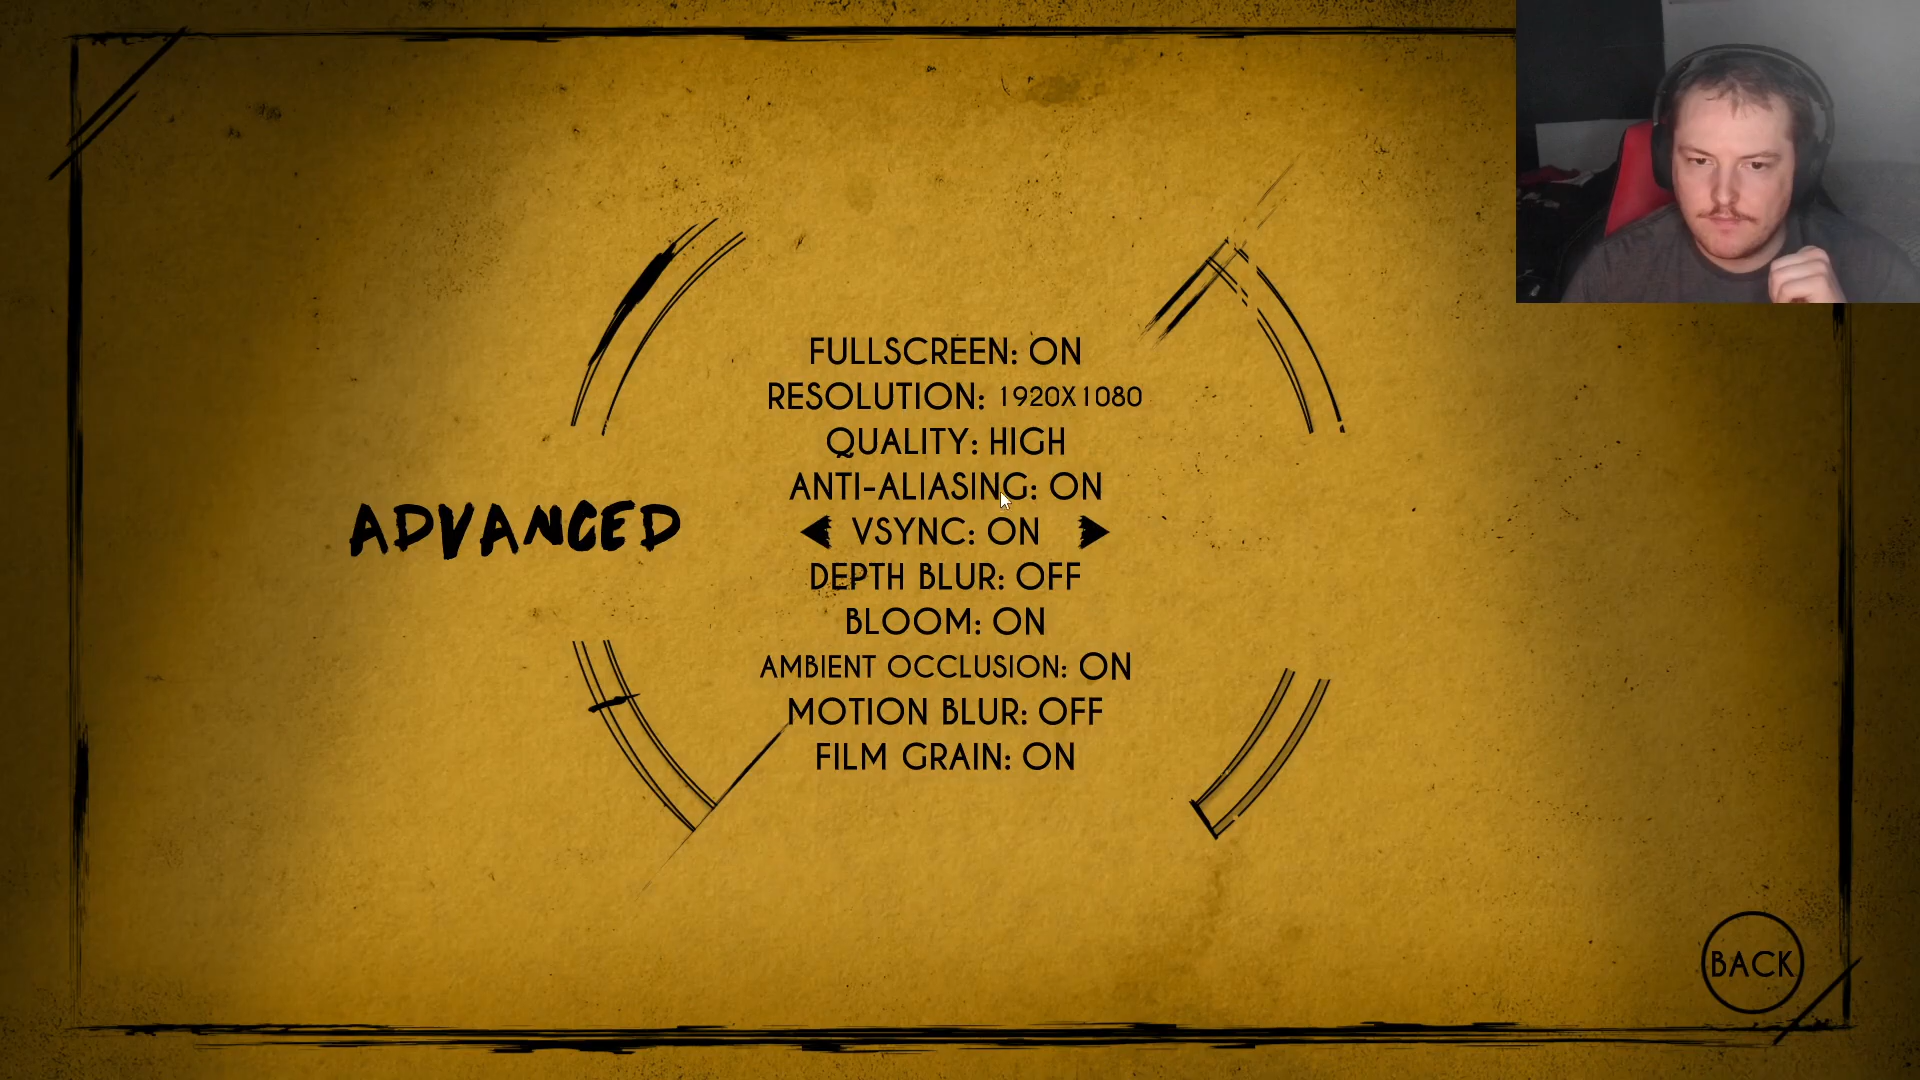 FULLSCREEN: ON
RESOLUTION: 1920X1080
QUALITY: HIGH
ANTI-ALIASING: ON
ADVANCED
VSYNC: ON
DEPTH BLUR: OFF
BLOOM: ON
AMBIENT OCCLUSION: ON
MOTION BLUR: OFF
FILM GRAIN: ON
BACK